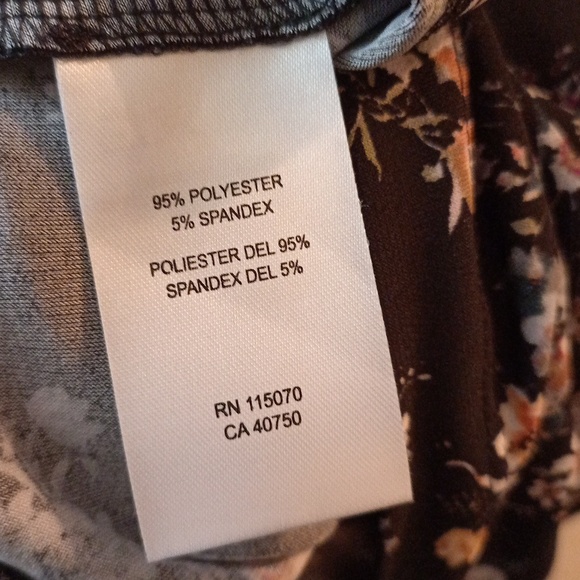 95% POLYESTER
5% SPANDEX
POLIESTER DEL 95%
SPANDEX DEL 5%
RN 115070
CA 40750